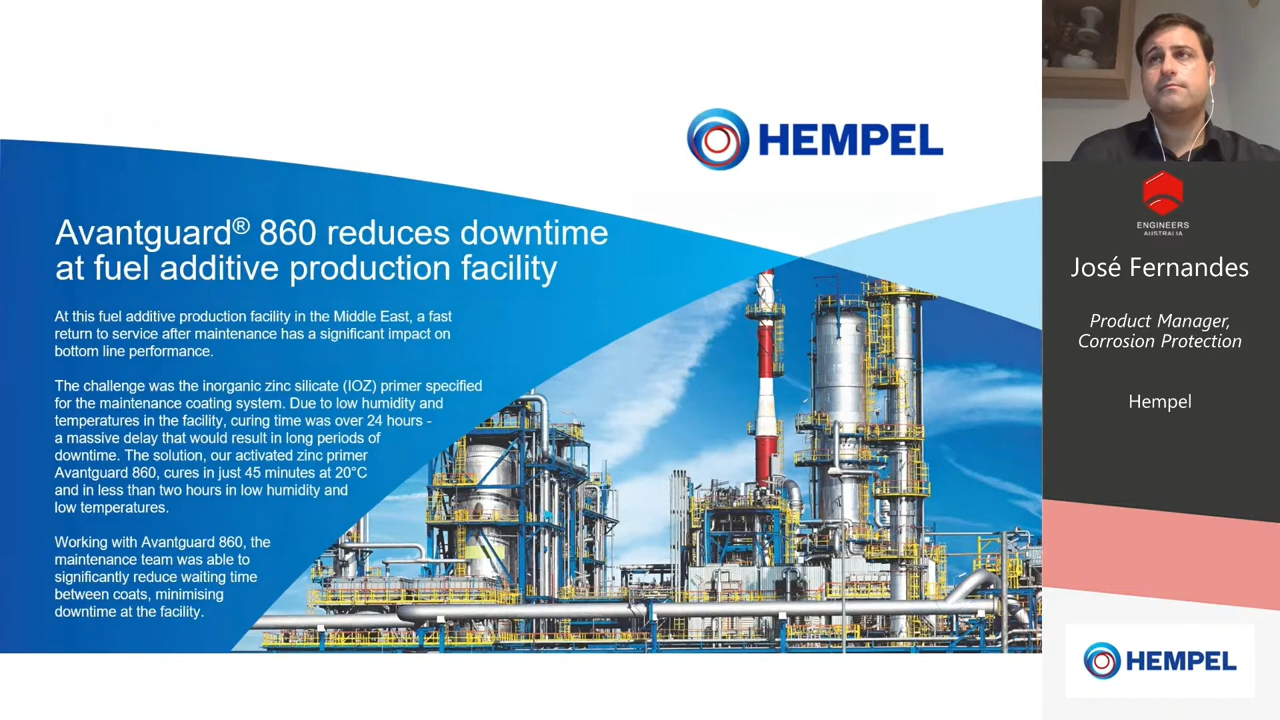 HEMPEL
Avantguard® 860 reduces downtime
at fuel additive production facility
At this fuel additive production facility in the Middle East, a fast
return to service after maintenance has a significant impact on
bottom line performance.
The challenge was the inorganic zinc silicate (IOZ) primer specified
for the maintenance coating system. Due to low humidity and
temperatures in the facility, curing time was over 24 hours -
a massive delay that would result in long periods of
downtime. The solution, our activated zinc primer
Avantguard 860, cures in just 45 minutes at 20°C
and in less than two hours in low humidity and
low temperatures.
Working with Avantguard 860, the
maintenance team was able to
significantly reduce waiting time
between coats, minimising
downtime at the facility.
ENGINEERS
AUSTRALIA
José Fernandes
Product Manager,
Corrosion Protection
Hempel
HEMPEL